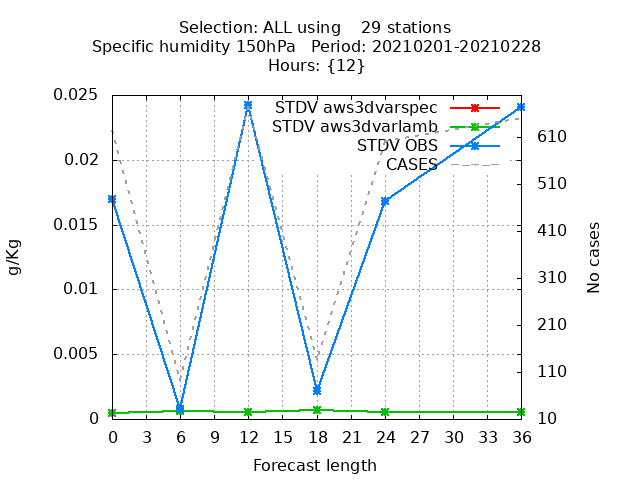 Selection: ALL using    29 stations
Specific humidity 150hPa   Period: 20210201-20210228
Hours: {12}
0.025
0.02
0.015
0.01
0.005
0
g/Kg
STDV aws3dvarspec
STDV aws3dvarlamb
STDV OBS
CASES
610
510
410
310
210
110
10
No cases
0 3 6 9 12 15 18 21 24 27 30 33 36
Forecast length